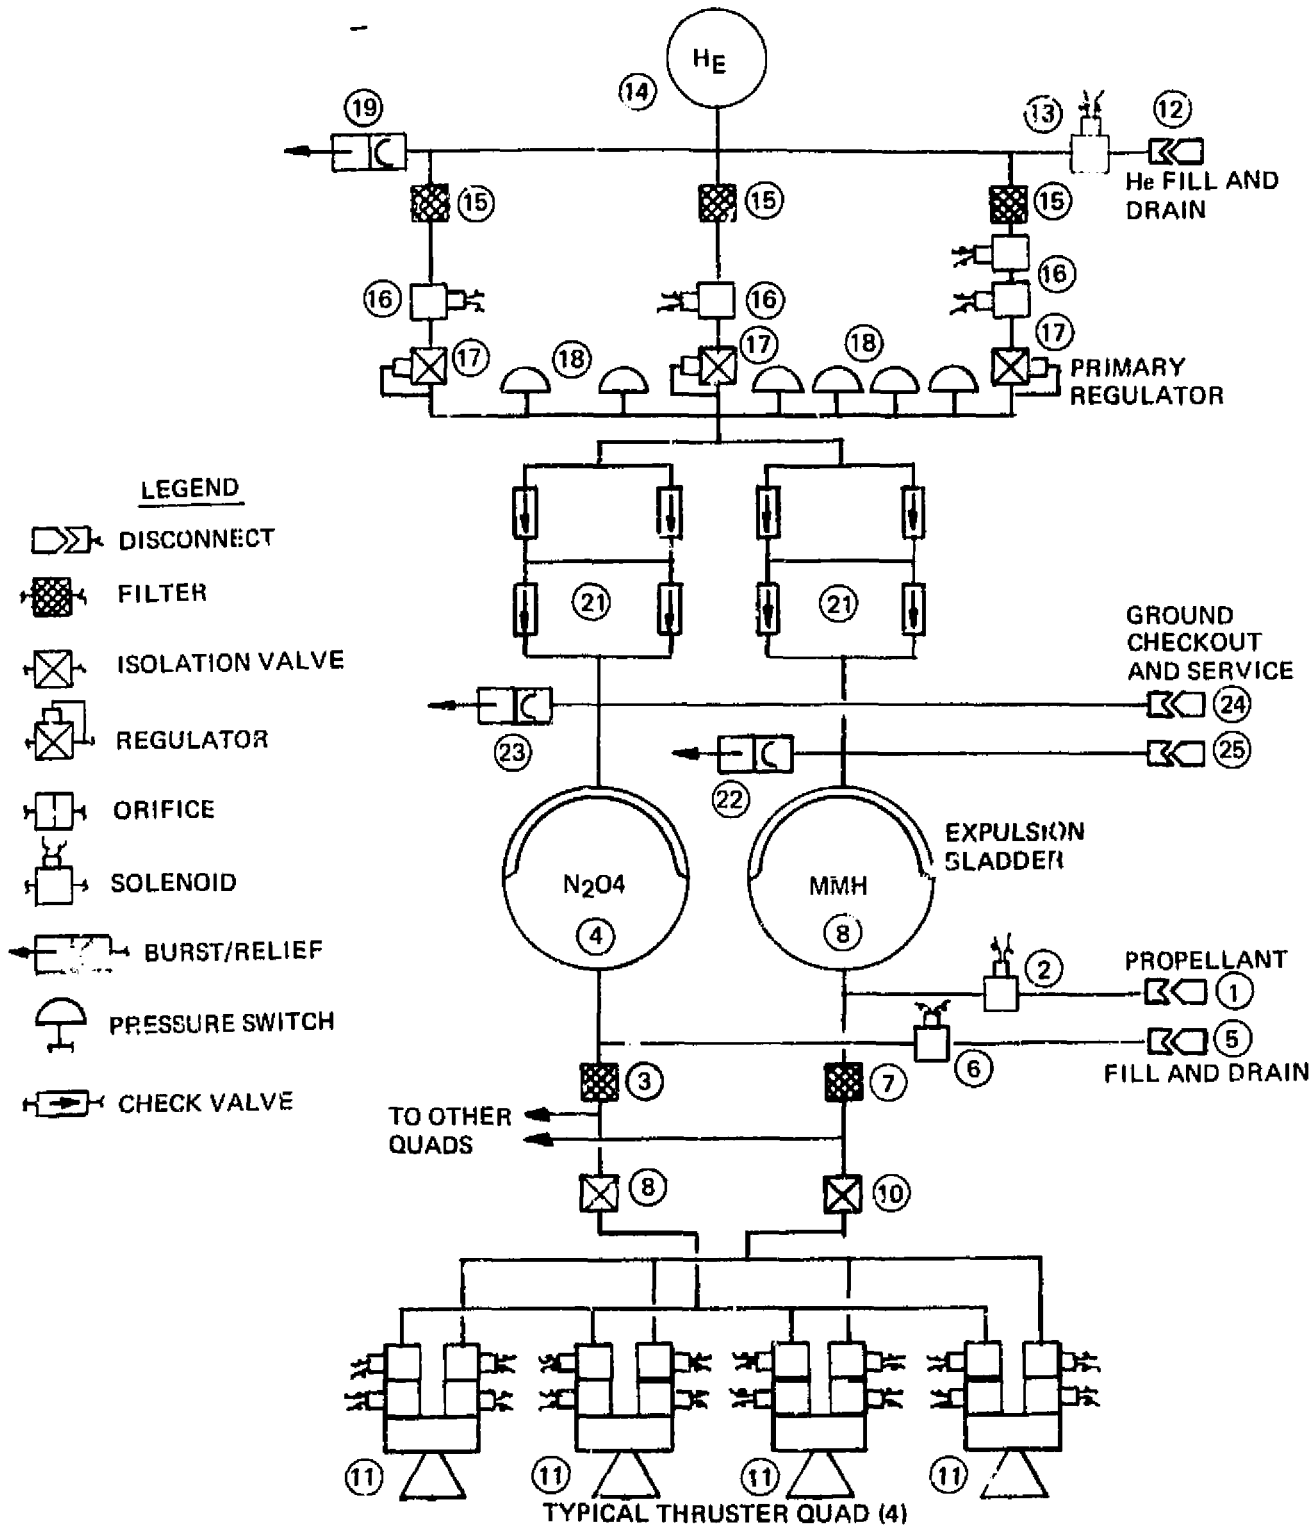 HE
14
19
13
12
He FILL AND
DRAIN
15
15
15
16
16
16
17
17
17
18
18
PRIMARY
REGULATOR
LEGEND
DISCONNECT
FILTER
ISOLATION VALVE
REGULATOR
ORIFICE
SOLENOID
BURST/RELIEF
PRESSURE SWITCH
CHECK VALVE
21
21
GROUND
CHECKOUT
AND SERVICE
24
25
23
22
EXPULSION
SLADDER
N2O4
4
MMH
8
2
PROPELLANT
1
5
6
FILL AND DRAIN
3
7
TO OTHER
QUADS
8
10
11
11
11
11
TYPICAL THRUSTER QUAD (4)